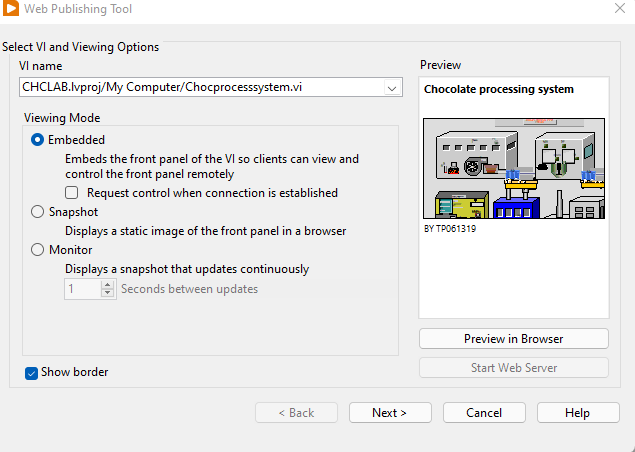 Web Publishing Tool
Select VI and Viewing Options
VI name
CHCLAB.lvproj/My Computer/Chocprocesssystem.vi
Viewing Mode
Embedded
Embeds the front panel of the VI so clients can view and
control the front panel remotely
Request control when connection is established
Snapshot
Displays a static image of the front panel in a browser
Monitor
Displays a snapshot that updates continuously
1 Seconds between updates
Show border
Preview
Chocolate processing system
BY TP061319
Preview in Browser
Start Web Server
< Back
Next >
Cancel
Help